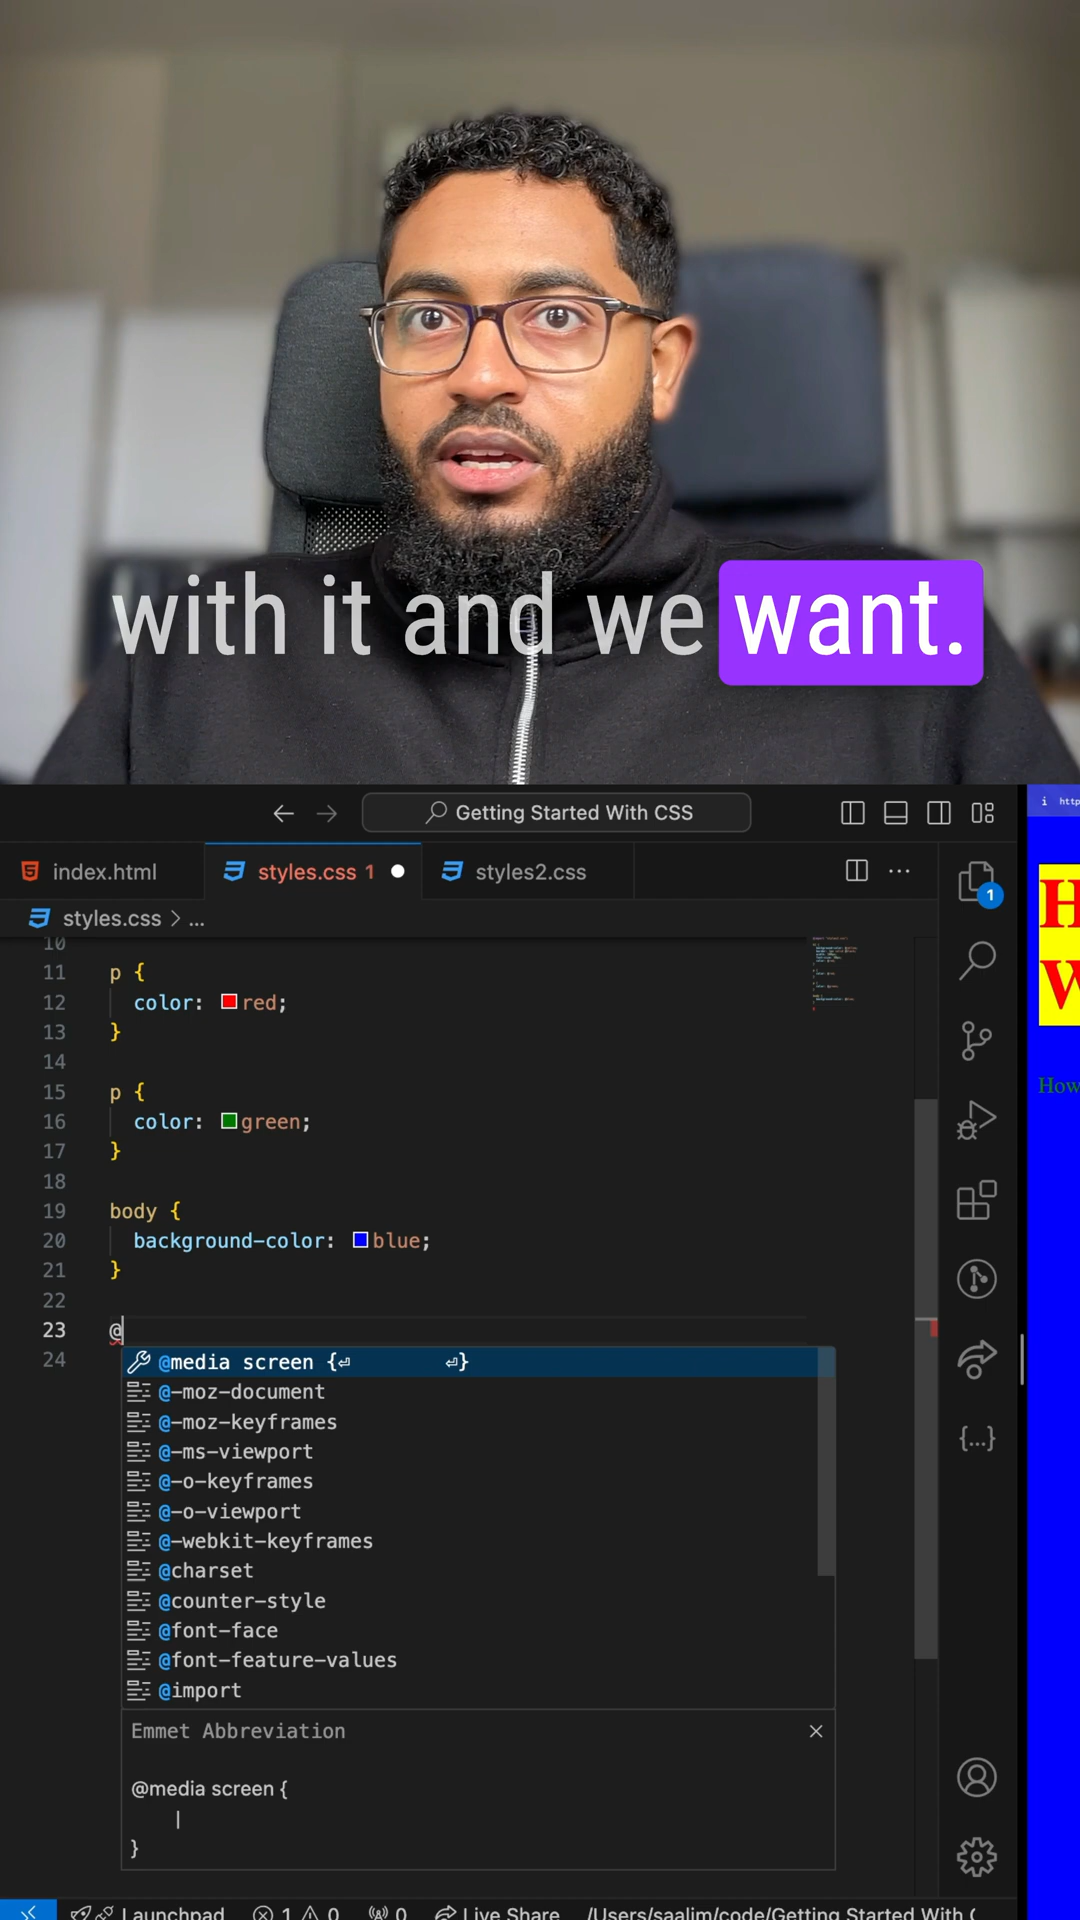 with it and we want.
Getting Started With CSS
index.html
styles.css 1
styles2.css
styles.css > ...
1
10
11 p {
12 color: red;
13 }
14
15 p {
16 color: green;
17 }
18
19 body {
20 background-color: blue;
21 }
22
23 @
24
@media screen {⏎ ⏎}
@-moz-document
@-moz-keyframes
@-ms-viewport
@-o-keyframes
@-o-viewport
@-webkit-keyframes
@charset
@counter-style
@font-face
@font-feature-values
@import
Emmet Abbreviation
@media screen {
|
}
{...}
Launchpad 1 0 0 Live Share /Users/saalim/code/Getting Started With
i http
H
W
How